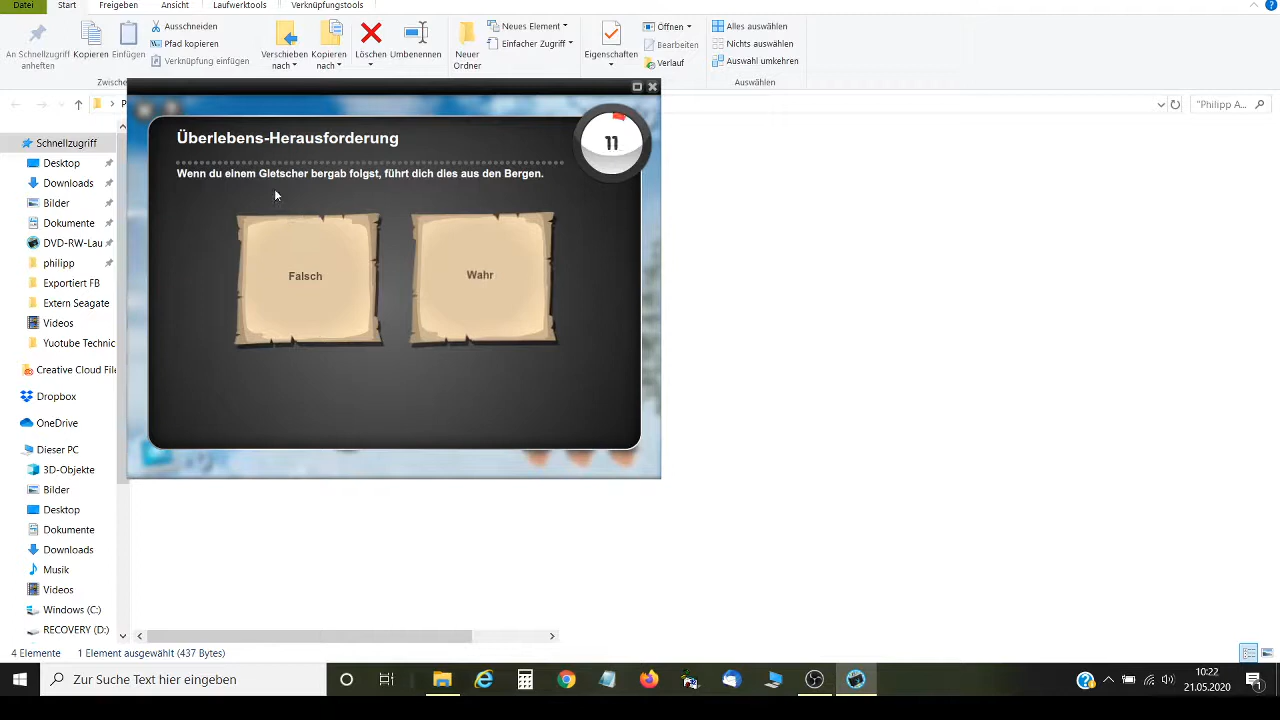 Datei Start Freigeben Ansicht Laufwerktools Verknüpfungstools
An Schnellzugriff anheften
Kopieren
Einfügen
Ausschneiden
Pfad kopieren
Verknüpfung einfügen
Verschieben nach
Kopieren nach
Löschen
Umbenennen
Neuer Ordner
Neues Element
Einfacher Zugriff
Eigenschaften
Öffnen
Bearbeiten
Verlauf
Alles auswählen
Nichts auswählen
Auswahl umkehren
Zwische
Auswählen
P
"Philipp A...
Überlebens-Herausforderung
11
Wenn du einem Gletscher bergab folgst, führt dich dies aus den Bergen.
Falsch
Wahr
Schnellzugriff
Desktop
Downloads
Bilder
Dokumente
DVD-RW-Lau
philipp
Exportiert FB
Extern Seagate
Videos
Yuotube Technic
Creative Cloud File
Dropbox
OneDrive
Dieser PC
3D-Objekte
Bilder
Desktop
Dokumente
Downloads
Musik
Videos
Windows (C:)
RECOVERY (D:)
4 Elemente 1 Element ausgewählt (437 Bytes)
Zur Suche Text hier eingeben
10:22
21.05.2020
1